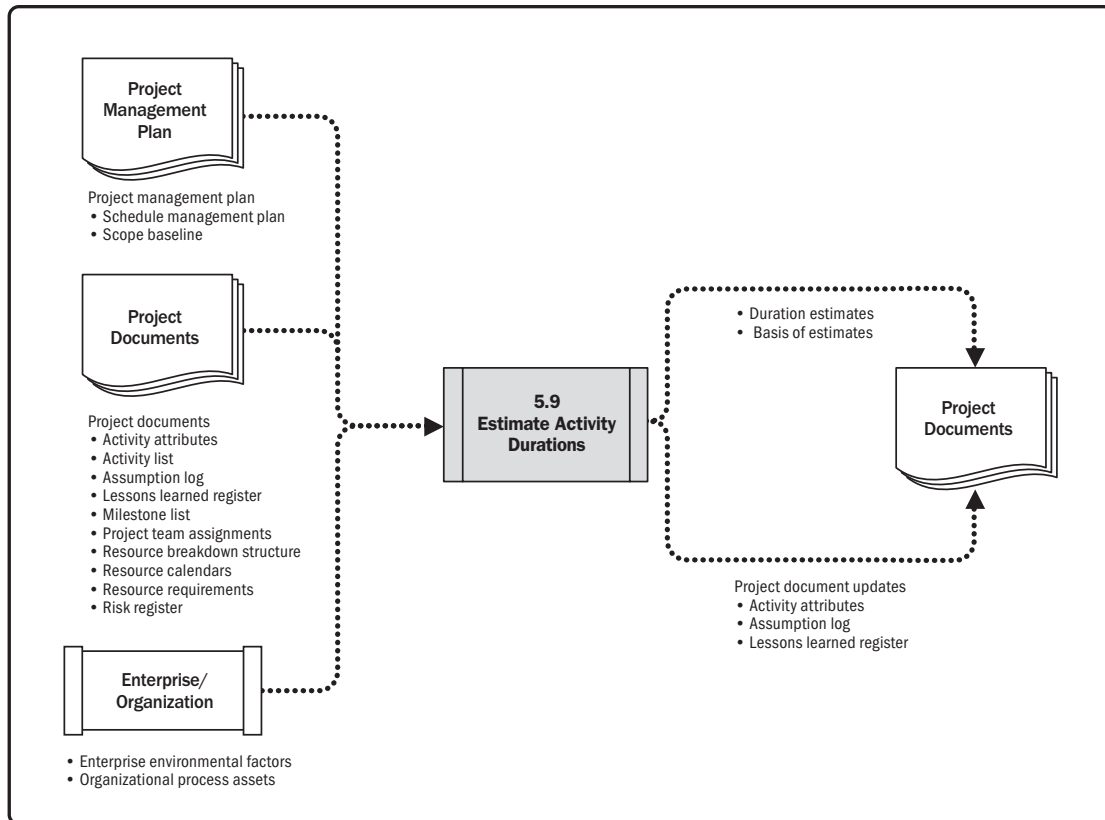 Project
Management
Plan
Project management plan
• Schedule management plan
• Scope baseline
Project
Documents
Project documents
• Activity attributes
• Activity list
• Assumption log
• Lessons learned register
• Milestone list
• Project team assignments
• Resource breakdown structure
• Resource calendars
• Resource requirements
• Risk register
Enterprise/
Organization
• Enterprise environmental factors
• Organizational process assets
5.9
Estimate Activity
Durations
• Duration estimates
• Basis of estimates
Project
Documents
Project document updates
• Activity attributes
• Assumption log
• Lessons learned register